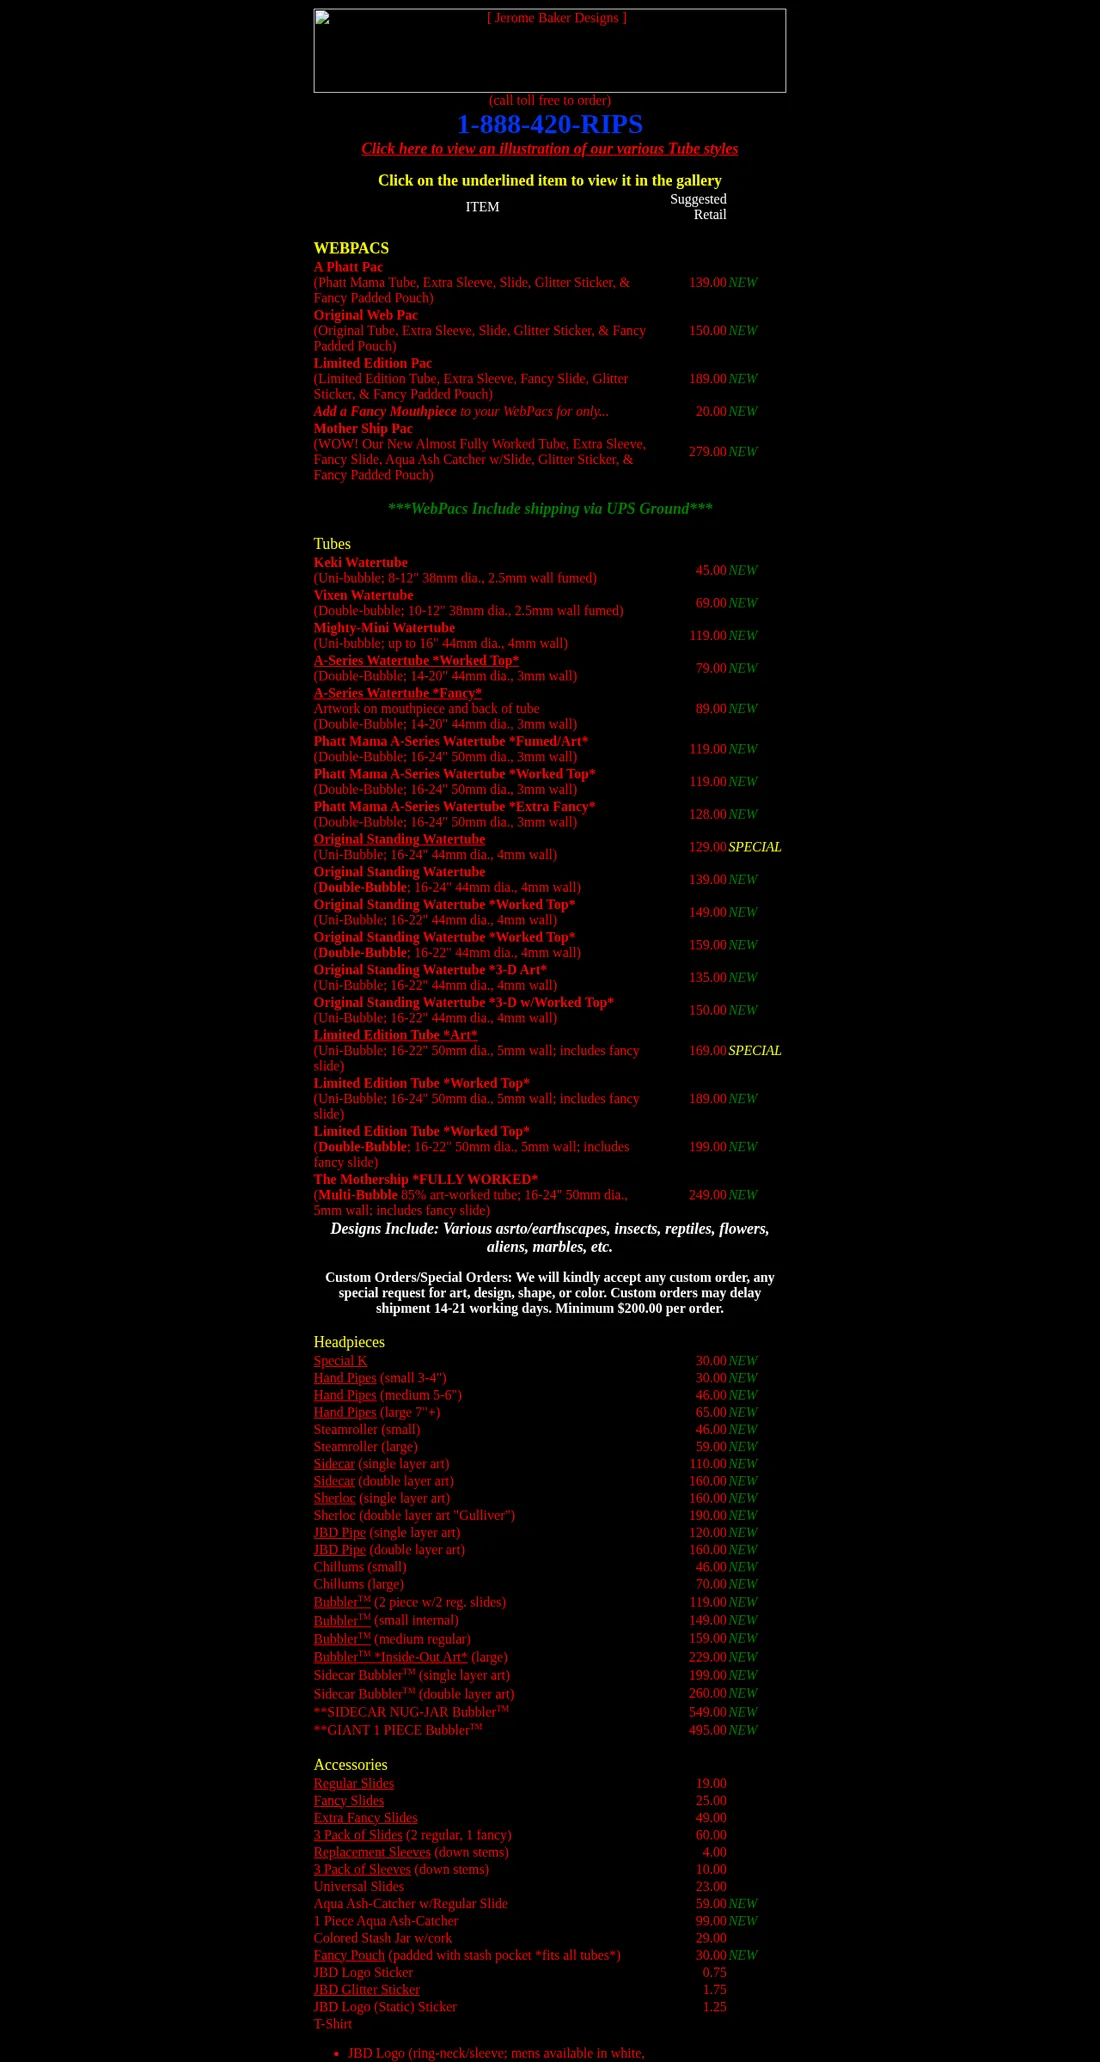 [ Jerome Baker Designs ]
(call toll free to order)
1-888-420-RIPS
Click here to view an illustration of our various Tube styles
Click on the underlined item to view it in the gallery
ITEM Suggested
Retail
WEBPACS
A Phatt Pac
(Phatt Mama Tube, Extra Sleeve, Slide, Glitter Sticker, & 139.00 NEW
Fancy Padded Pouch)
Original Web Pac
(Original Tube, Extra Sleeve, Slide, Glitter Sticker, & Fancy 150.00 NEW
Padded Pouch)
Limited Edition Pac
(Limited Edition Tube, Extra Sleeve, Fancy Slide, Glitter 189.00 NEW
Sticker, & Fancy Padded Pouch)
Add a Fancy Mouthpiece to your WebPacs for only... 20.00 NEW
Mother Ship Pac
(WOW! Our New Almost Fully Worked Tube, Extra Sleeve,
Fancy Slide, Aqua Ash Catcher w/Slide, Glitter Sticker, & 279.00 NEW
Fancy Padded Pouch)
***WebPacs Include shipping via UPS Ground***
Tubes
Keki Watertube 45.00 NEW
(Uni-bubble; 8-12" 38mm dia., 2.5mm wall fumed)
Vixen Watertube 69.00 NEW
(Double-bubble; 10-12" 38mm dia., 2.5mm wall fumed)
Mighty-Mini Watertube 119.00 NEW
(Uni-bubble; up to 16" 44mm dia., 4mm wall)
A-Series Watertube *Worked Top* 79.00 NEW
(Double-Bubble; 14-20" 44mm dia., 3mm wall)
A-Series Watertube *Fancy*
Artwork on mouthpiece and back of tube 89.00 NEW
(Double-Bubble; 14-20" 44mm dia., 3mm wall)
Phatt Mama A-Series Watertube *Fumed/Art* 119.00 NEW
(Double-Bubble; 16-24" 50mm dia., 3mm wall)
Phatt Mama A-Series Watertube *Worked Top* 119.00 NEW
(Double-Bubble; 16-24" 50mm dia., 3mm wall)
Phatt Mama A-Series Watertube *Extra Fancy* 128.00 NEW
(Double-Bubble; 16-24" 50mm dia., 3mm wall)
Original Standing Watertube 129.00 SPECIAL
(Uni-Bubble; 16-24" 44mm dia., 4mm wall)
Original Standing Watertube 139.00 NEW
(Double-Bubble; 16-24" 44mm dia., 4mm wall)
Original Standing Watertube *Worked Top* 149.00 NEW
(Uni-Bubble; 16-22" 44mm dia., 4mm wall)
Original Standing Watertube *Worked Top* 159.00 NEW
(Double-Bubble; 16-22" 44mm dia., 4mm wall)
Original Standing Watertube *3-D Art* 135.00 NEW
(Uni-Bubble; 16-22" 44mm dia., 4mm wall)
Original Standing Watertube *3-D w/Worked Top* 150.00 NEW
(Uni-Bubble; 16-22" 44mm dia., 4mm wall)
Limited Edition Tube *Art*
(Uni-Bubble; 16-22" 50mm dia., 5mm wall; includes fancy 169.00 SPECIAL
slide)
Limited Edition Tube *Worked Top*
(Uni-Bubble; 16-24" 50mm dia., 5mm wall; includes fancy 189.00 NEW
slide)
Limited Edition Tube *Worked Top*
(Double-Bubble; 16-22" 50mm dia., 5mm wall; includes 199.00 NEW
fancy slide)
The Mothership *FULLY WORKED*
(Multi-Bubble 85% art-worked tube; 16-24" 50mm dia., 249.00 NEW
5mm wall; includes fancy slide)
Designs Include: Various asrto/earthscapes, insects, reptiles, flowers,
aliens, marbles, etc.
Custom Orders/Special Orders: We will kindly accept any custom order, any
special request for art, design, shape, or color. Custom orders may delay
shipment 14-21 working days. Minimum $200.00 per order.
Headpieces
Special K 30.00 NEW
Hand Pipes (small 3-4") 30.00 NEW
Hand Pipes (medium 5-6") 46.00 NEW
Hand Pipes (large 7"+) 65.00 NEW
Steamroller (small) 46.00 NEW
Steamroller (large) 59.00 NEW
Sidecar (single layer art) 110.00 NEW
Sidecar (double layer art) 160.00 NEW
Sherloc (single layer art) 160.00 NEW
Sherloc (double layer art "Gulliver") 190.00 NEW
JBD Pipe (single layer art) 120.00 NEW
JBD Pipe (double layer art) 160.00 NEW
Chillums (small) 46.00 NEW
Chillums (large) 70.00 NEW
Bubbler™ (2 piece w/2 reg. slides) 119.00 NEW
Bubbler™ (small internal) 149.00 NEW
Bubbler™ (medium regular) 159.00 NEW
Bubbler™ *Inside-Out Art* (large) 229.00 NEW
Sidecar Bubbler™ (single layer art) 199.00 NEW
Sidecar Bubbler™ (double layer art) 260.00 NEW
**SIDECAR NUG-JAR Bubbler™ 549.00 NEW
**GIANT 1 PIECE Bubbler™ 495.00 NEW
Accessories
Regular Slides 19.00
Fancy Slides 25.00
Extra Fancy Slides 49.00
3 Pack of Slides (2 regular, 1 fancy) 60.00
Replacement Sleeves (down stems) 4.00
3 Pack of Sleeves (down stems) 10.00
Universal Slides 23.00
Aqua Ash-Catcher w/Regular Slide 59.00 NEW
1 Piece Aqua Ash-Catcher 99.00 NEW
Colored Stash Jar w/cork 29.00
Fancy Pouch (padded with stash pocket *fits all tubes*) 30.00 NEW
JBD Logo Sticker 0.75
JBD Glitter Sticker 1.75
JBD Logo (Static) Sticker 1.25
T-Shirt
• JBD Logo (ring-neck/sleeve; mens available in white,